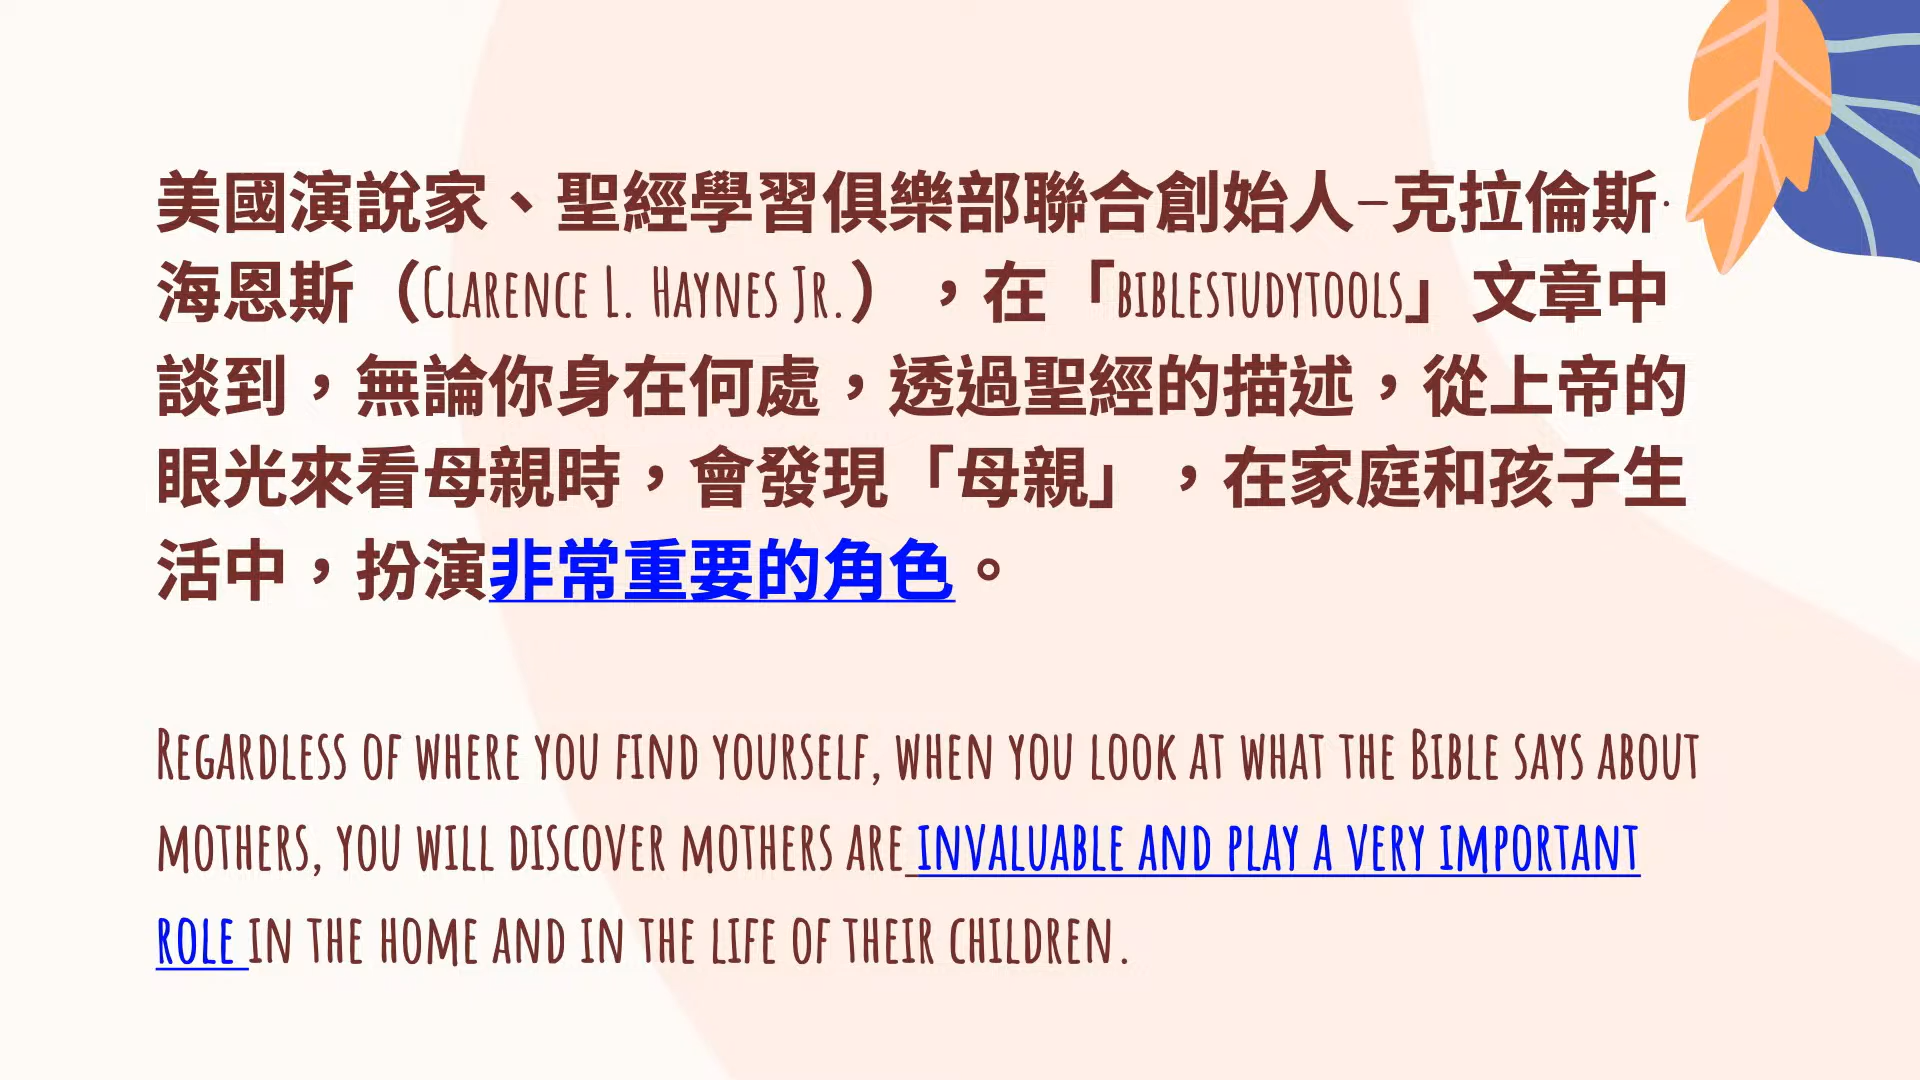 美國演說家、聖經學習俱樂部聯合創始人–克拉倫斯·
海恩斯（Clarence L. Haynes Jr.），在「biblestudytools」文章中
談到，無論你身在何處，透過聖經的描述，從上帝的
眼光來看母親時，會發現「母親」，在家庭和孩子生
活中，扮演非常重要的角色。
Regardless of where you find yourself, when you look at what the Bible says about
mothers, you will discover mothers are invaluable and play a very important
role in the home and in the life of their children.